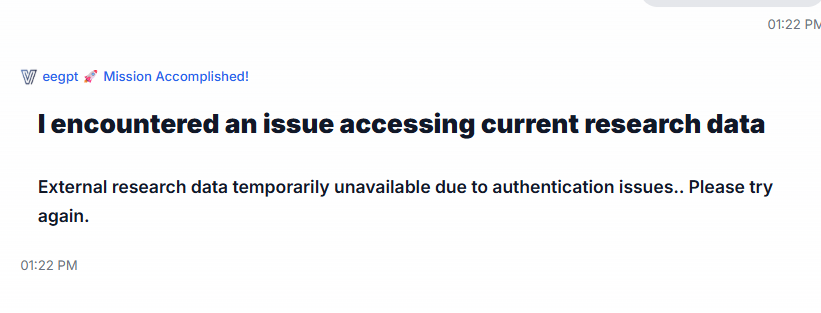 01:22 PM
eegpt 🚀 Mission Accomplished!
I encountered an issue accessing current research data
External research data temporarily unavailable due to authentication issues.. Please try
again.
01:22 PM